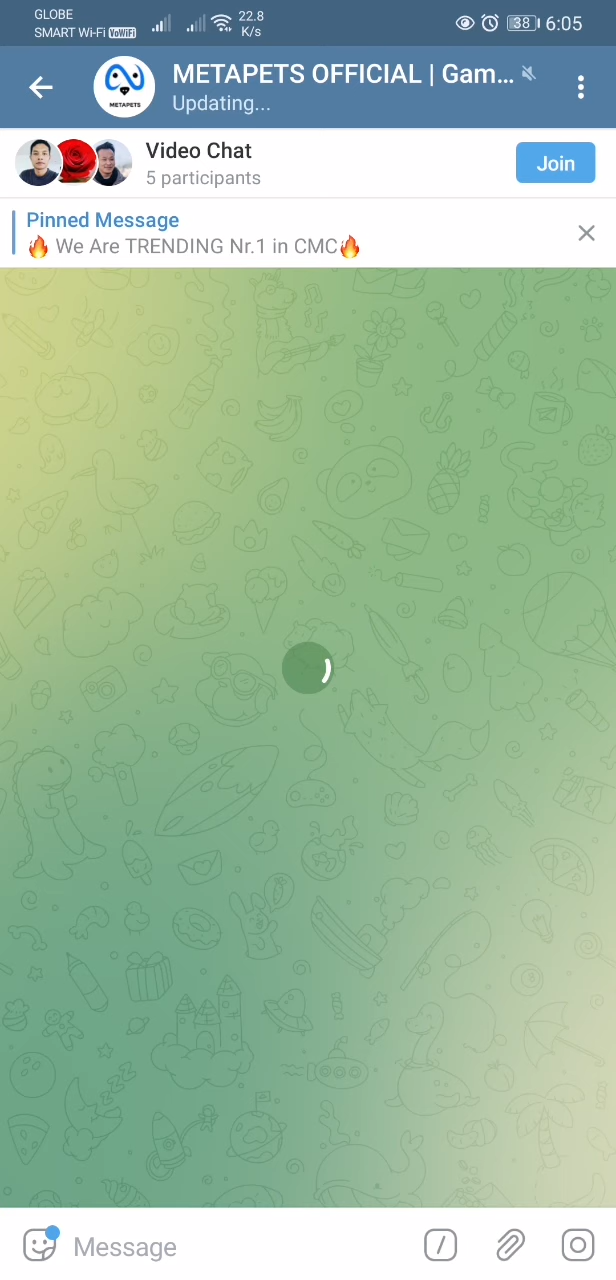 GLOBE
SMART Wi-Fi VoWiFi
22.8
K/s
38
6:05
METAPETS OFFICIAL | Gam...
Updating...
METAPETS
Video Chat
5 participants
Join
Pinned Message
🔥 We Are TRENDING Nr.1 in CMC🔥
Message